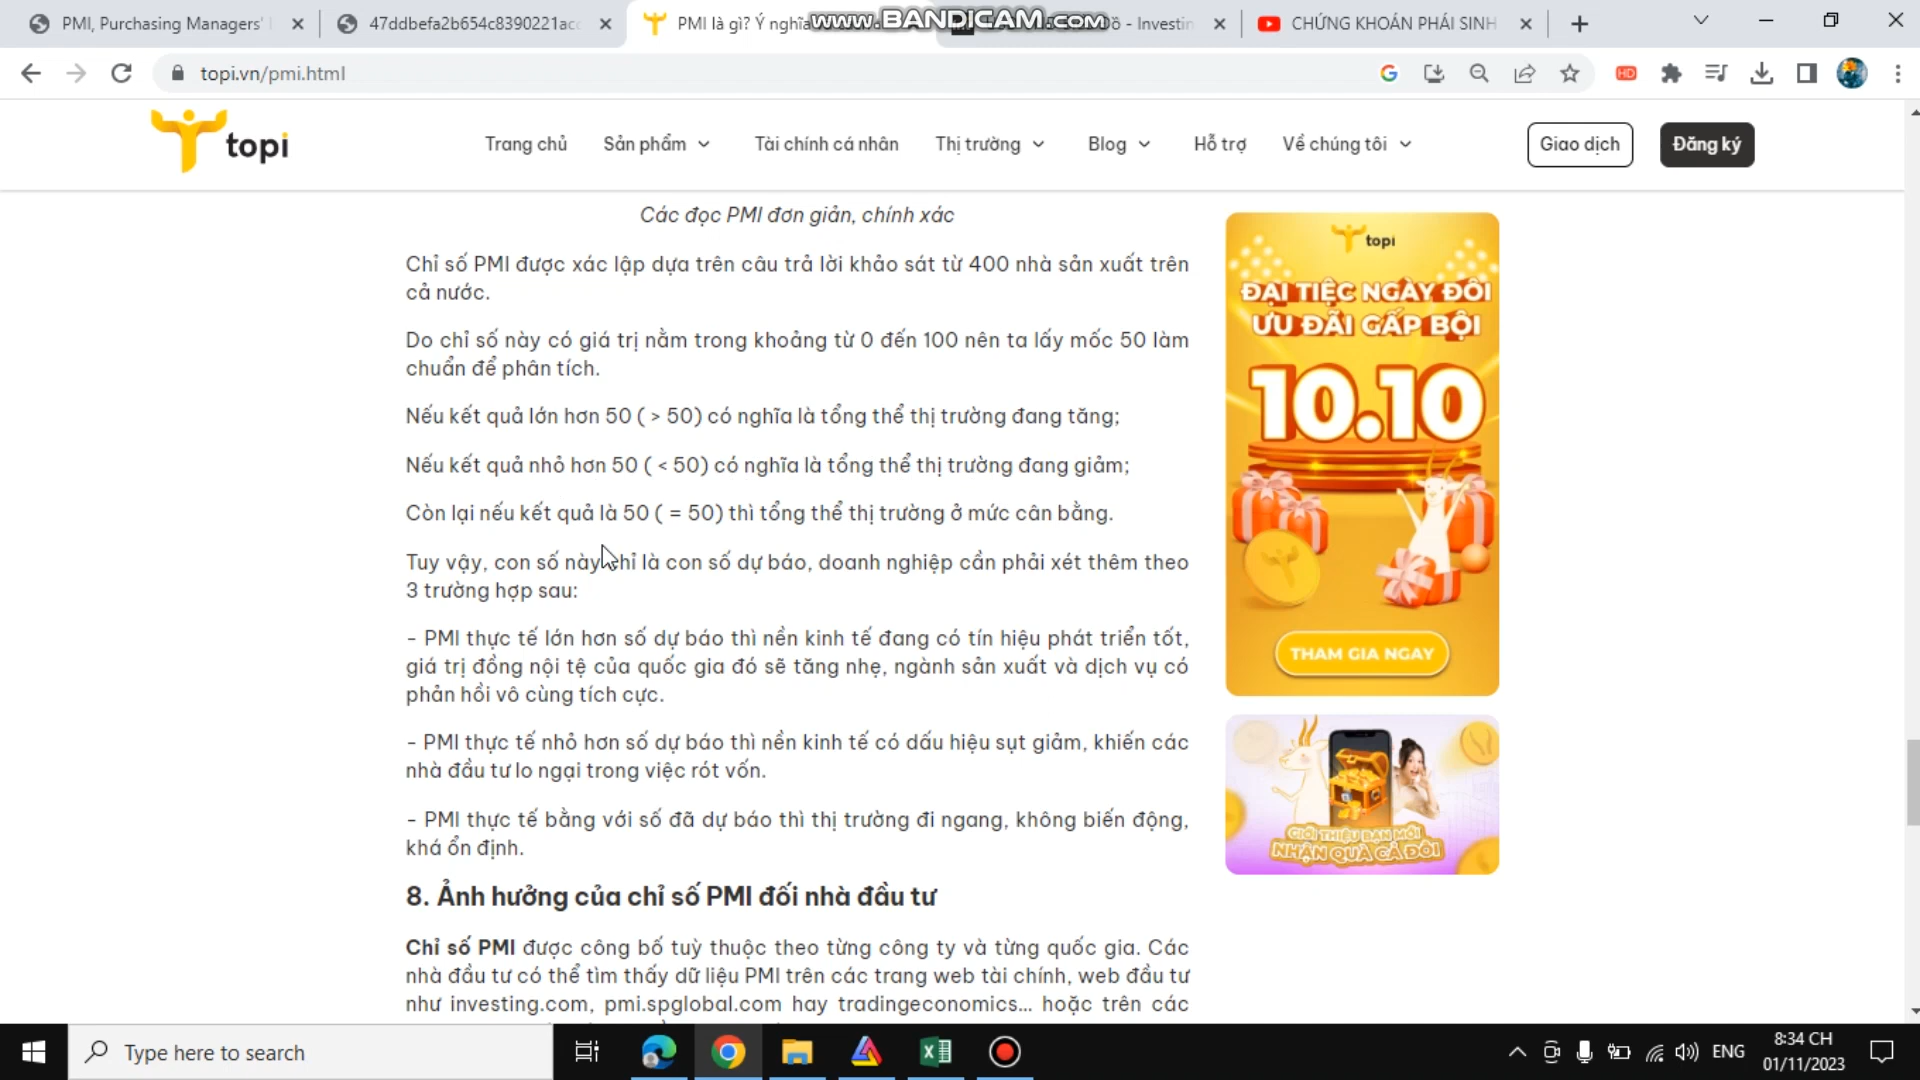 PMI, Purchasing Managers'
47ddbefa2b654c8390221ac
PMI là gì? Ý nghĩa
www.BANDICAM.com
Đồ - Investin
CHỨNG KHOÁN PHÁI SINH
topi.vn/pmi.html
HD
topi
Trang chủ
Sản phẩm
Tài chính cá nhân
Thị trường
Blog
Hỗ trợ
Về chúng tôi
Giao dịch
Đăng ký
Các đọc PMI đơn giản, chính xác
Chỉ số PMI được xác lập dựa trên câu trả lời khảo sát từ 400 nhà sản xuất trên
cả nước.
Do chỉ số này có giá trị nằm trong khoảng từ 0 đến 100 nên ta lấy mốc 50 làm
chuẩn để phân tích.
Nếu kết quả lớn hơn 50 ( > 50) có nghĩa là tổng thể thị trường đang tăng;
Nếu kết quả nhỏ hơn 50 ( < 50) có nghĩa là tổng thể thị trường đang giảm;
Còn lại nếu kết quả là 50 ( = 50) thì tổng thể thị trường ở mức cân bằng.
Tuy vậy, con số này chỉ là con số dự báo, doanh nghiệp cần phải xét thêm theo
3 trường hợp sau:
- PMI thực tế lớn hơn số dự báo thì nền kinh tế đang có tín hiệu phát triển tốt,
giá trị đồng nội tệ của quốc gia đó sẽ tăng nhẹ, ngành sản xuất và dịch vụ có
phản hồi vô cùng tích cực.
- PMI thực tế nhỏ hơn số dự báo thì nền kinh tế có dấu hiệu sụt giảm, khiến các
nhà đầu tư lo ngại trong việc rót vốn.
- PMI thực tế bằng với số đã dự báo thì thị trường đi ngang, không biến động,
khá ổn định.
8. Ảnh hưởng của chỉ số PMI đối nhà đầu tư
Chỉ số PMI được công bố tuỳ thuộc theo từng công ty và từng quốc gia. Các
nhà đầu tư có thể tìm thấy dữ liệu PMI trên các trang web tài chính, web đầu tư
như investing.com, pmi.spglobal.com hay tradingeconomics... hoặc trên các
topi
ĐẠI TIỆC NGÀY ĐÔI
ƯU ĐÃI GẤP BỘI
10.10
THAM GIA NGAY
GIỚI THIỆU BẠN MỚI
NHẬN QUÀ CẢ ĐÔI
Type here to search
ENG
8:34 CH
01/11/2023